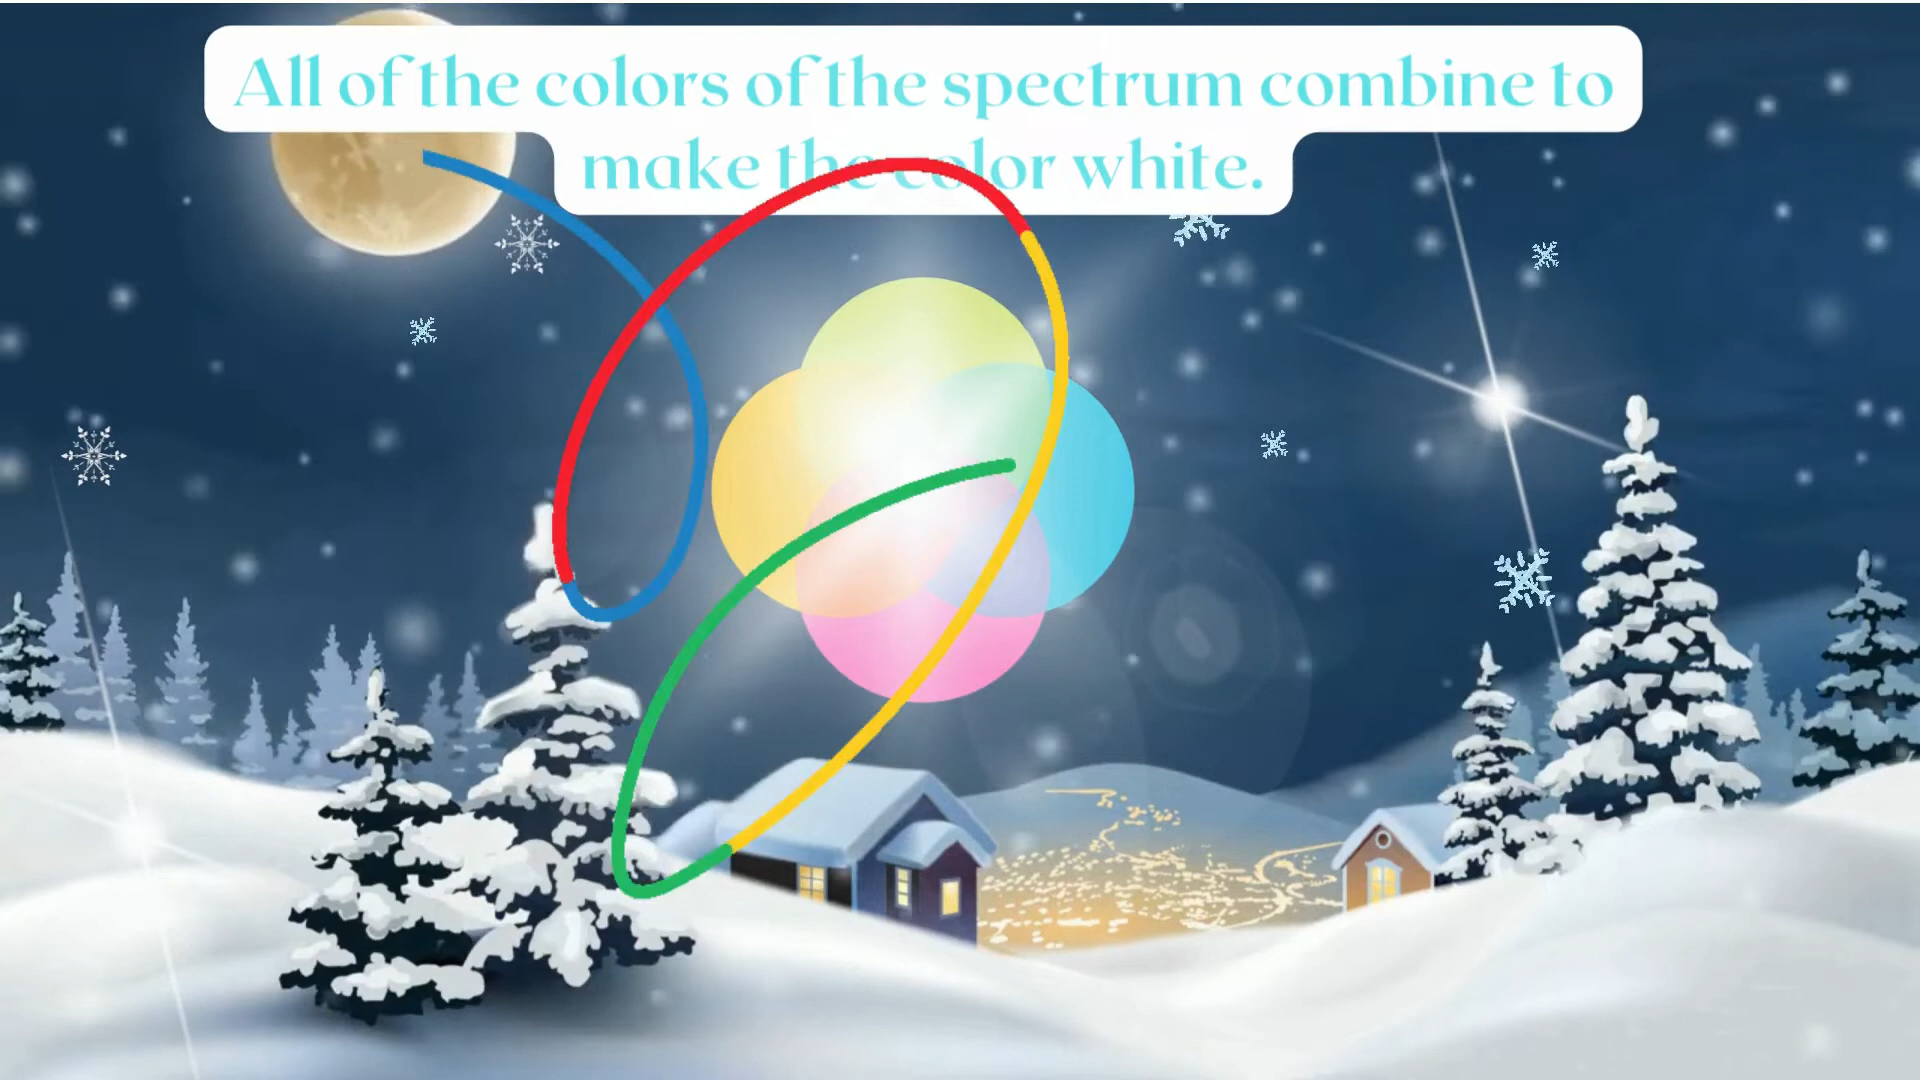 All of the colors of the spectrum combine to
make the color white.